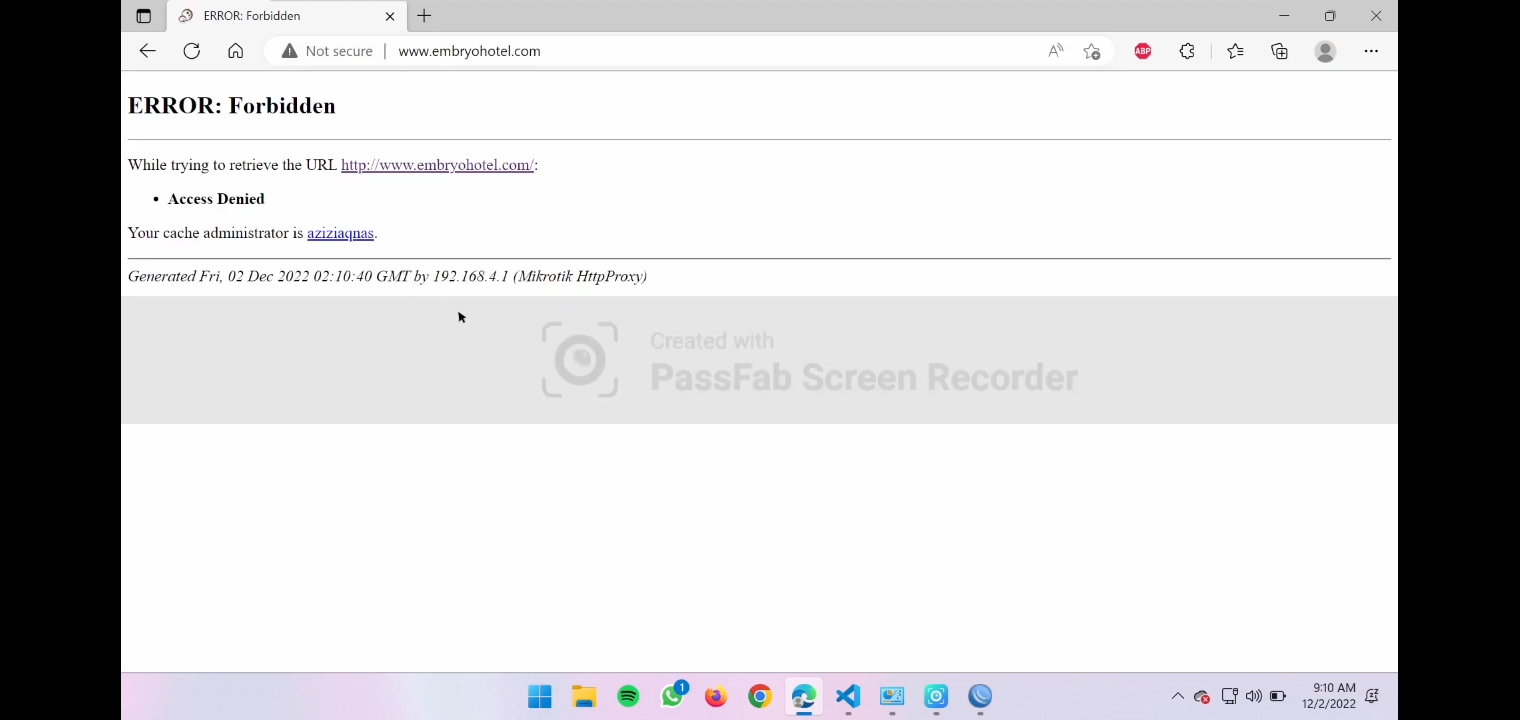 ERROR: Forbidden
Not secure | www.embryohotel.com
ABP
ERROR: Forbidden
While trying to retrieve the URL http://www.embryohotel.com/:
• Access Denied
Your cache administrator is aziziaqnas.
Generated Fri, 02 Dec 2022 02:10:40 GMT by 192.168.4.1 (Mikrotik HttpProxy)
Created with
PassFab Screen Recorder
1
9:10 AM
12/2/2022